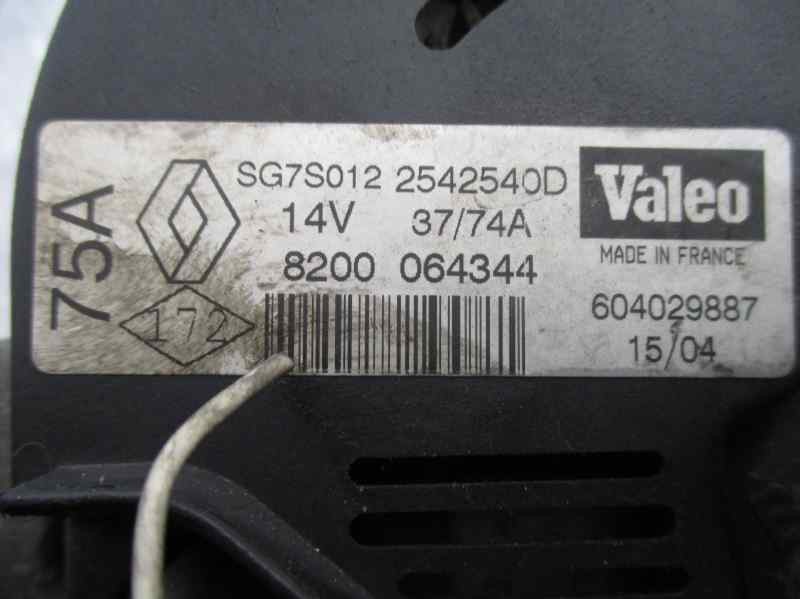 75A
SG7S012 2542540D
14V 37/74A
8200 064344
172
Valeo
MADE IN FRANCE
604029887
15/04